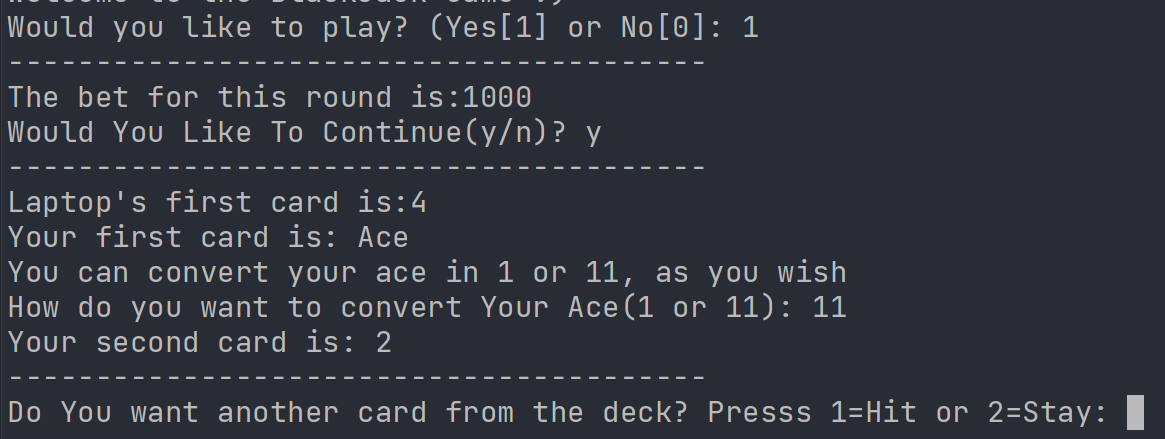 Would you like to play? (Yes[1] or No[0]: 1
----------------------------------------
The bet for this round is:1000
Would You Like To Continue(y/n)? y
----------------------------------------
Laptop's first card is:4
Your first card is: Ace
You can convert your ace in 1 or 11, as you wish
How do you want to convert Your Ace(1 or 11): 11
Your second card is: 2
----------------------------------------
Do You want another card from the deck? Presss 1=Hit or 2=Stay: